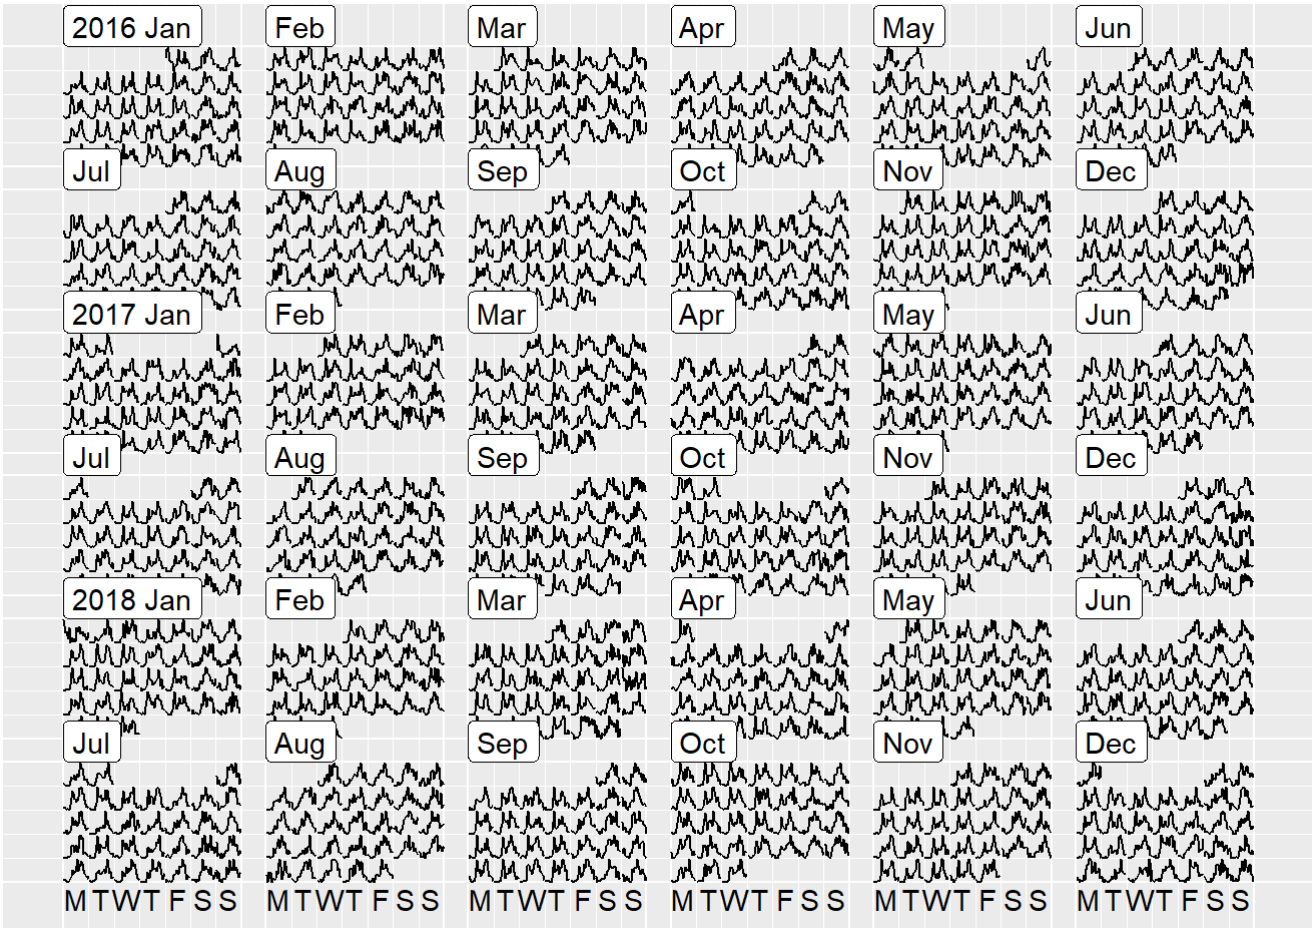 2016 Jan Feb Mar Apr May Jun
Jul Aug Sep Oct Nov Dec
2017 Jan Feb Mar Apr May Jun
Jul Aug Sep Oct Nov Dec
2018 Jan Feb Mar Apr May Jun
Jul Aug Sep Oct Nov Dec
M T W T F S S M T W T F S S M T W T F S S M T W T F S S M T W T F S S M T W T F S S